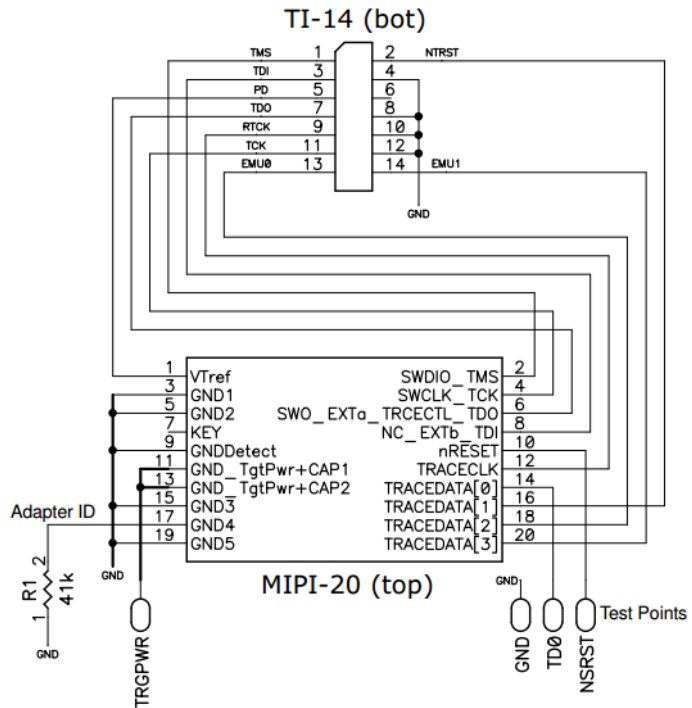 TI-14 (bot)
TMS 1 2 NTRST
TDI 3 4
PD 5 6
TDO 7 8
RTCK 9 10
TCK 11 12
EMU0 13 14 EMU1
GND
1 VTref SWDIO_TMS 2
3 GND1 SWCLK_TCK 4
5 GND2 SWO_EXTa_TRCECTL_TDO 6
7 KEY NC_EXTb_TDI 8
9 GNDDetect nRESET 10
11 GND_TgtPwr+CAP1 TRACECLK 12
13 GND_TgtPwr+CAP2 TRACEDATA[0] 14
15 GND3 TRACEDATA[1] 16
Adapter ID 17 GND4 TRACEDATA[2] 18
19 GND5 TRACEDATA[3] 20
MIPI-20 (top)
GND
R1
41k
2
1
GND
TRGPWR
GND
GND
TD0
NSRST
Test Points